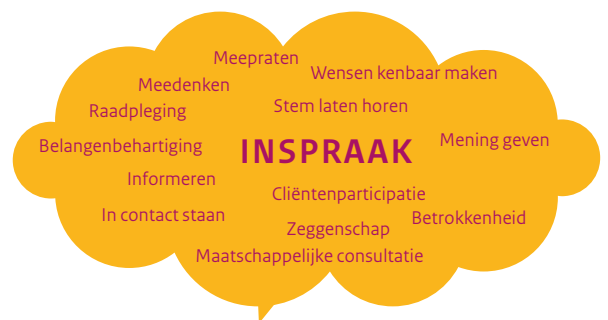 Meepraten
Wensen kenbaar maken
Meedenken
Raadpleging
Stem laten horen
Belangenbehartiging
INSPRAAK
Mening geven
Informeren
Cliëntenparticipatie
In contact staan
Zeggenschap
Betrokkenheid
Maatschappelijke consultatie